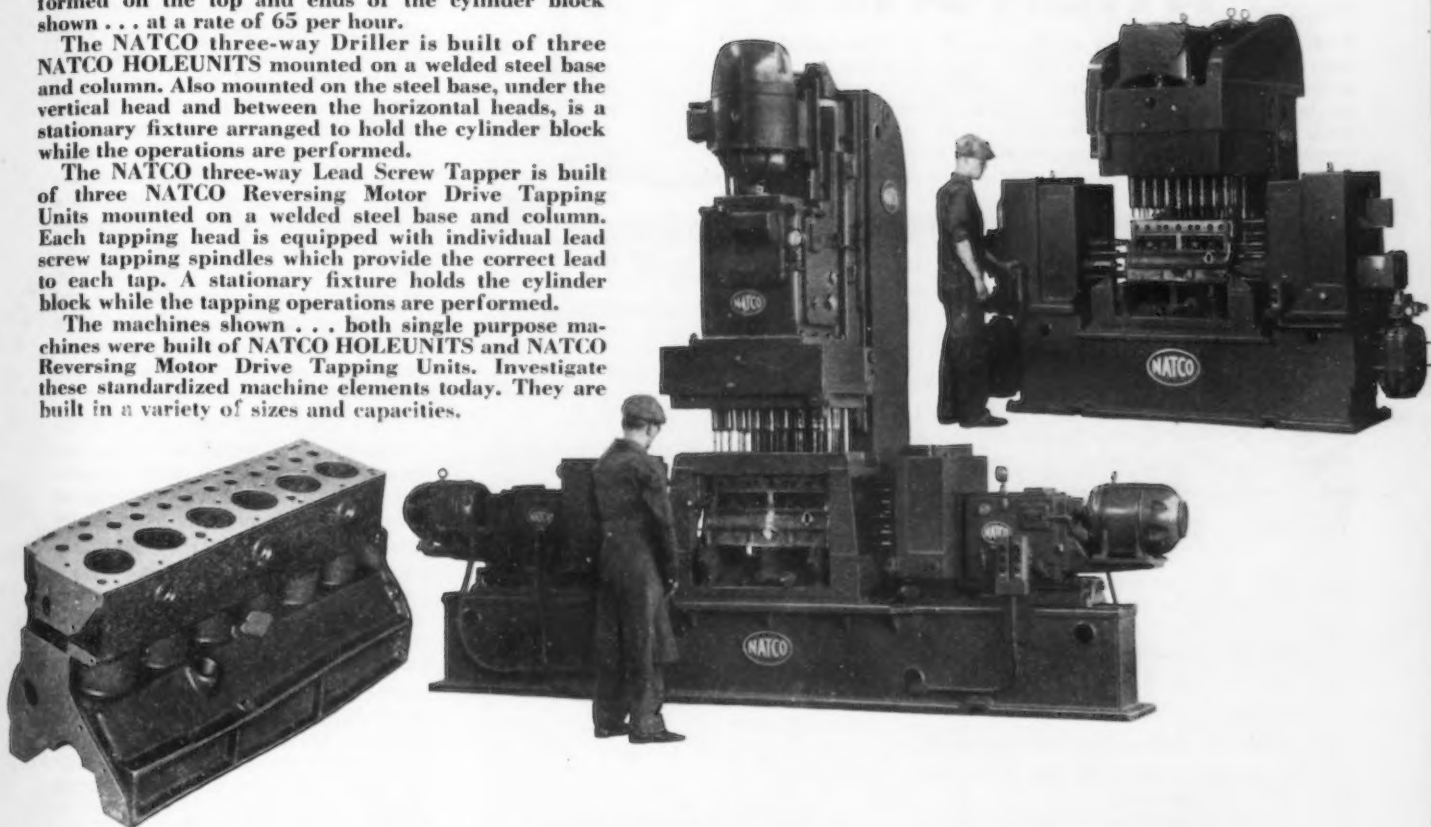 formed on the top and ends of the cylinder block
shown . . . at a rate of 65 per hour.
The NATCO three-way Driller is built of three
NATCO HOLEUNITS mounted on a welded steel base
and column. Also mounted on the steel base, under the
vertical head and between the horizontal heads, is a
stationary fixture arranged to hold the cylinder block
while the operations are performed.
The NATCO three-way Lead Screw Tapper is built
of three NATCO Reversing Motor Drive Tapping
Units mounted on a welded steel base and column.
Each tapping head is equipped with individual lead
screw tapping spindles which provide the correct lead
to each tap. A stationary fixture holds the cylinder
block while the tapping operations are performed.
The machines shown . . . both single purpose ma-
chines were built of NATCO HOLEUNITS and NATCO
Reversing Motor Drive Tapping Units. Investigate
these standardized machine elements today. They are
built in a variety of sizes and capacities.
NATCO
NATCO
NATCO
NATCO